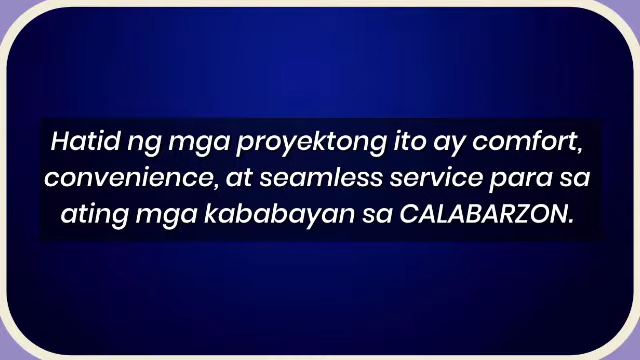 Hatid ng mga proyektong ito ay comfort,
convenience, at seamless service para sa
ating mga kababayan sa CALABARZON.